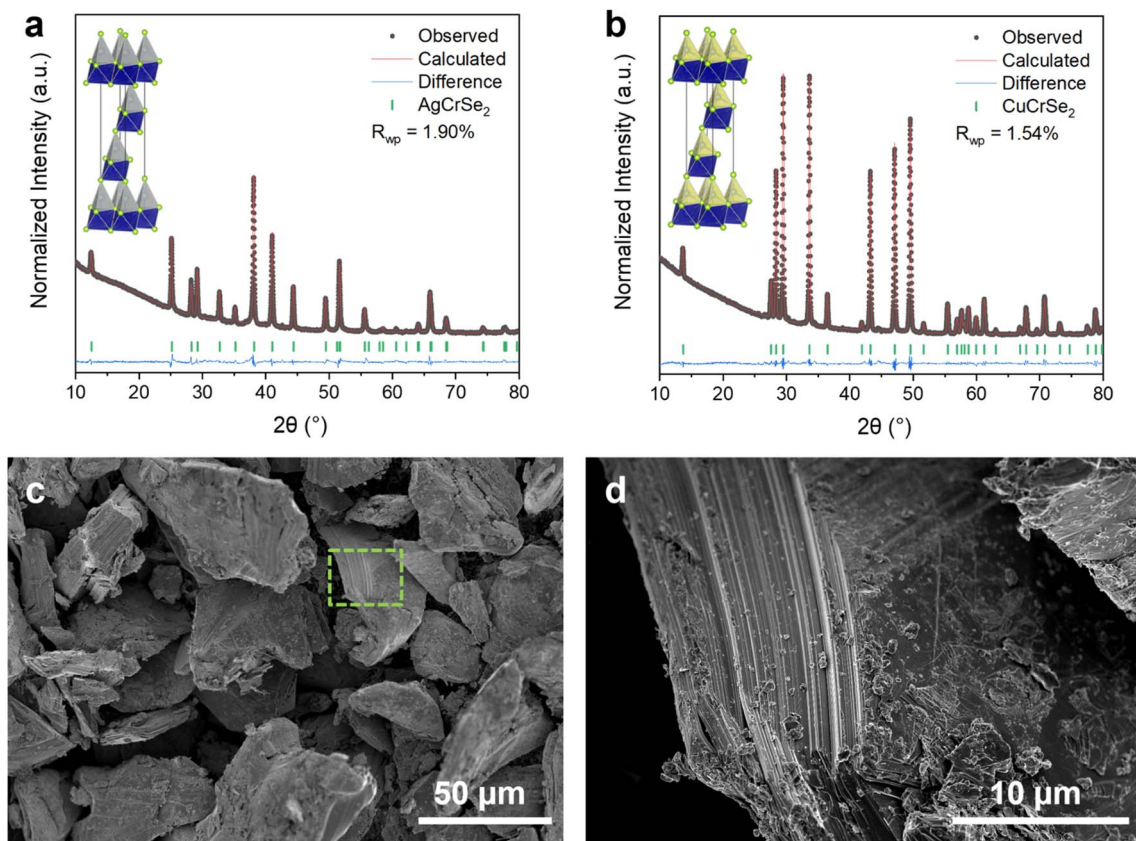 a
Normalized Intensity (a.u.)
Observed
Calculated
Difference
AgCrSe₂
R_wp = 1.90%
10 20 30 40 50 60 70 80
2θ (°)
b
Normalized Intensity (a.u.)
Observed
Calculated
Difference
CuCrSe₂
R_wp = 1.54%
10 20 30 40 50 60 70 80
2θ (°)
c
50 µm
d
10 µm